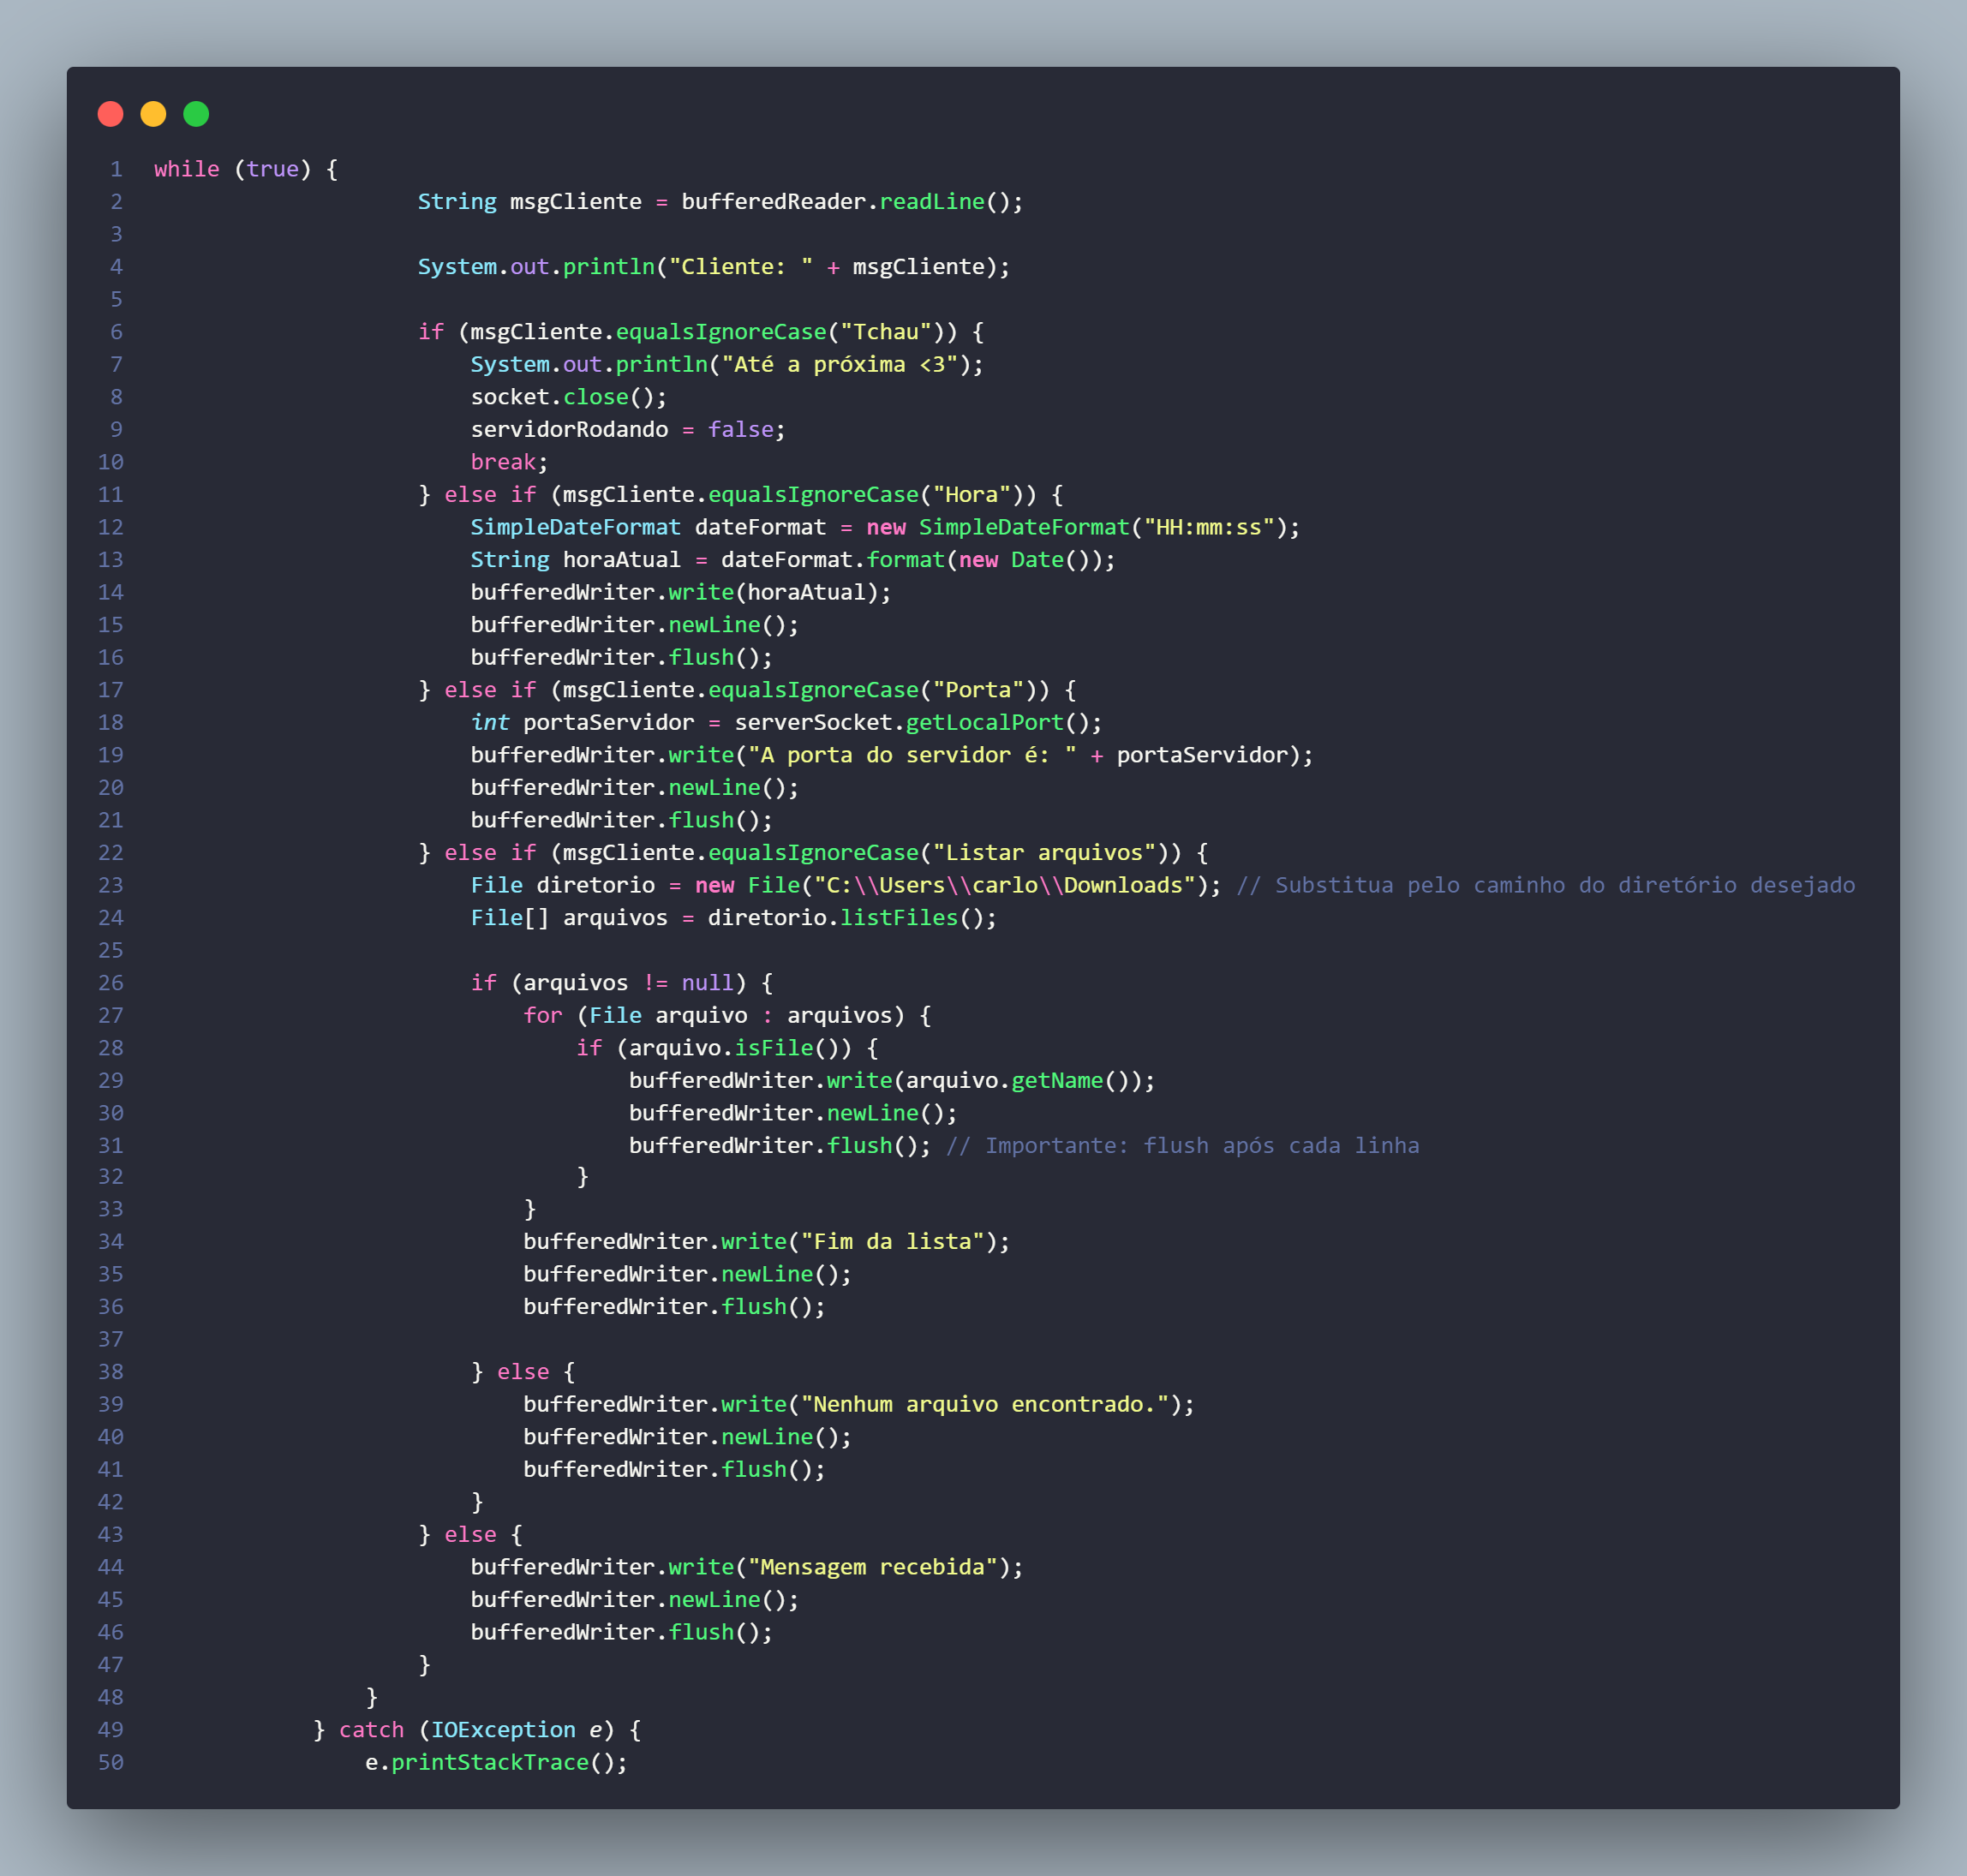 1 while (true) {
2                     String msgCliente = bufferedReader.readLine();
3
4                     System.out.println("Cliente: " + msgCliente);
5
6                     if (msgCliente.equalsIgnoreCase("Tchau")) {
7                         System.out.println("Até a próxima <3");
8                         socket.close();
9                         servidorRodando = false;
10                         break;
11                     } else if (msgCliente.equalsIgnoreCase("Hora")) {
12                         SimpleDateFormat dateFormat = new SimpleDateFormat("HH:mm:ss");
13                         String horaAtual = dateFormat.format(new Date());
14                         bufferedWriter.write(horaAtual);
15                         bufferedWriter.newLine();
16                         bufferedWriter.flush();
17                     } else if (msgCliente.equalsIgnoreCase("Porta")) {
18                         int portaServidor = serverSocket.getLocalPort();
19                         bufferedWriter.write("A porta do servidor é: " + portaServidor);
20                         bufferedWriter.newLine();
21                         bufferedWriter.flush();
22                     } else if (msgCliente.equalsIgnoreCase("Listar arquivos")) {
23                         File diretorio = new File("C:\\Users\\carlo\\Downloads"); // Substitua pelo caminho do diretório desejado
24                         File[] arquivos = diretorio.listFiles();
25
26                         if (arquivos != null) {
27                             for (File arquivo : arquivos) {
28                                 if (arquivo.isFile()) {
29                                     bufferedWriter.write(arquivo.getName());
30                                     bufferedWriter.newLine();
31                                     bufferedWriter.flush(); // Importante: flush após cada linha
32                                 }
33                             }
34                             bufferedWriter.write("Fim da lista");
35                             bufferedWriter.newLine();
36                             bufferedWriter.flush();
37
38                         } else {
39                             bufferedWriter.write("Nenhum arquivo encontrado.");
40                             bufferedWriter.newLine();
41                             bufferedWriter.flush();
42                         }
43                     } else {
44                         bufferedWriter.write("Mensagem recebida");
45                         bufferedWriter.newLine();
46                         bufferedWriter.flush();
47                     }
48                 }
49             } catch (IOException e) {
50                 e.printStackTrace();